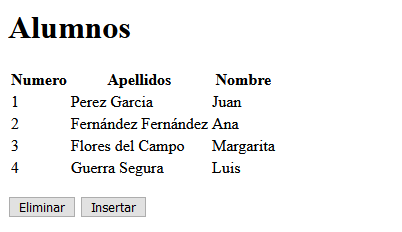 Alumnos
Numero Apellidos Nombre
1 Perez Garcia Juan
2 Fernández Fernández Ana
3 Flores del Campo Margarita
4 Guerra Segura Luis
Eliminar Insertar